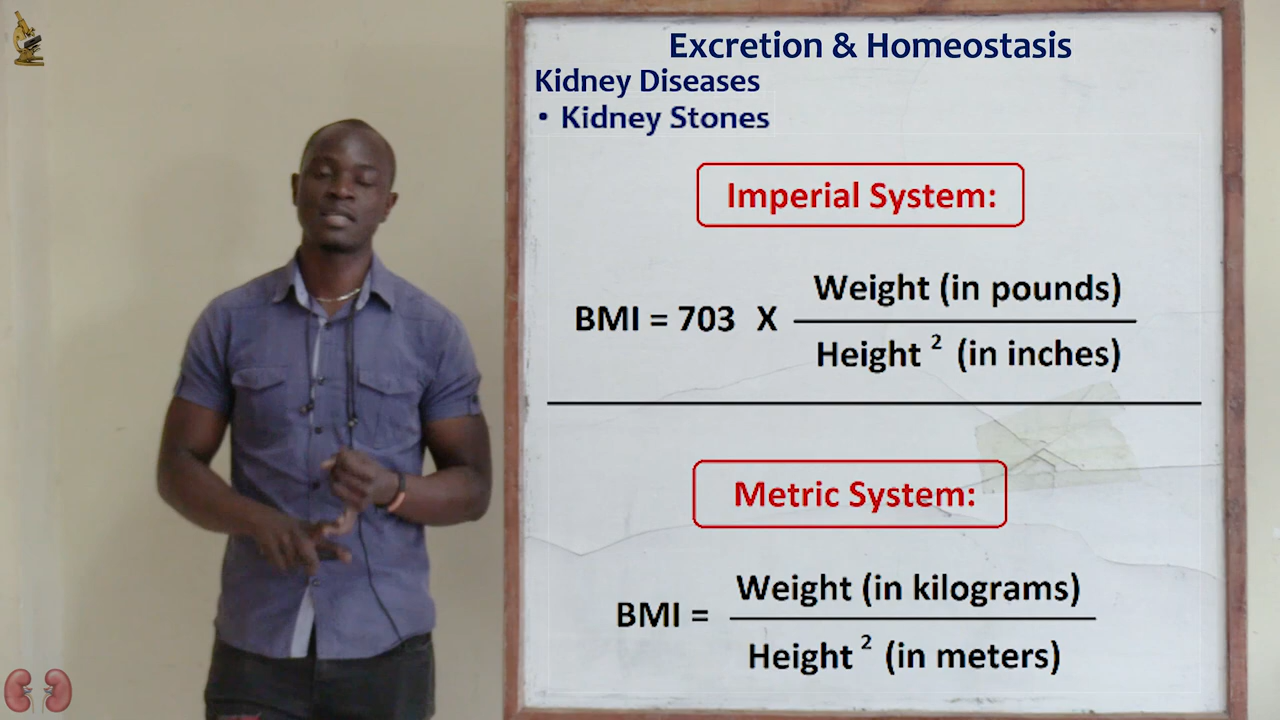 Excretion & Homeostasis
Kidney Diseases
• Kidney Stones
Imperial System:
BMI = 703 X Weight (in pounds)
Height 2 (in inches)
Metric System:
BMI = Weight (in kilograms)
Height 2 (in meters)